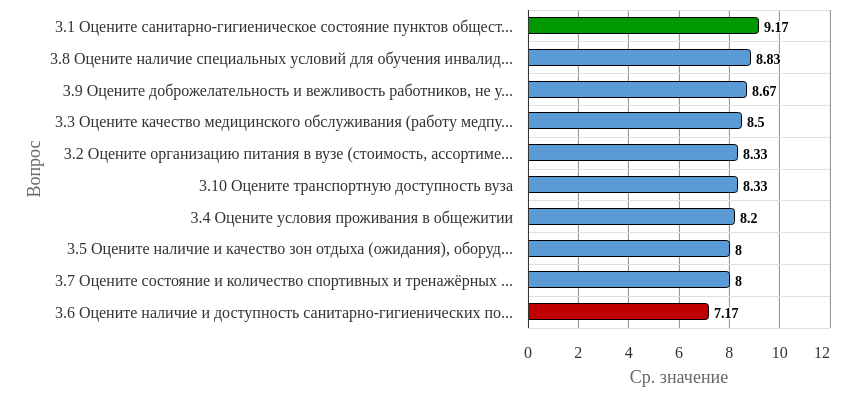 3.1 Оцените санитарно-гигиеническое состояние пунктов общест... 9.17
3.8 Оцените наличие специальных условий для обучения инвалид... 8.83
3.9 Оцените доброжелательность и вежливость работников, не у... 8.67
3.3 Оцените качество медицинского обслуживания (работу медпу... 8.5
3.2 Оцените организацию питания в вузе (стоимость, ассортиме... 8.33
3.10 Оцените транспортную доступность вуза 8.33
3.4 Оцените условия проживания в общежитии 8.2
3.5 Оцените наличие и качество зон отдыха (ожидания), оборуд... 8
3.7 Оцените состояние и количество спортивных и тренажёрных ... 8
3.6 Оцените наличие и доступность санитарно-гигиенических по... 7.17
Вопрос
0 2 4 6 8 10 12
Ср. значение